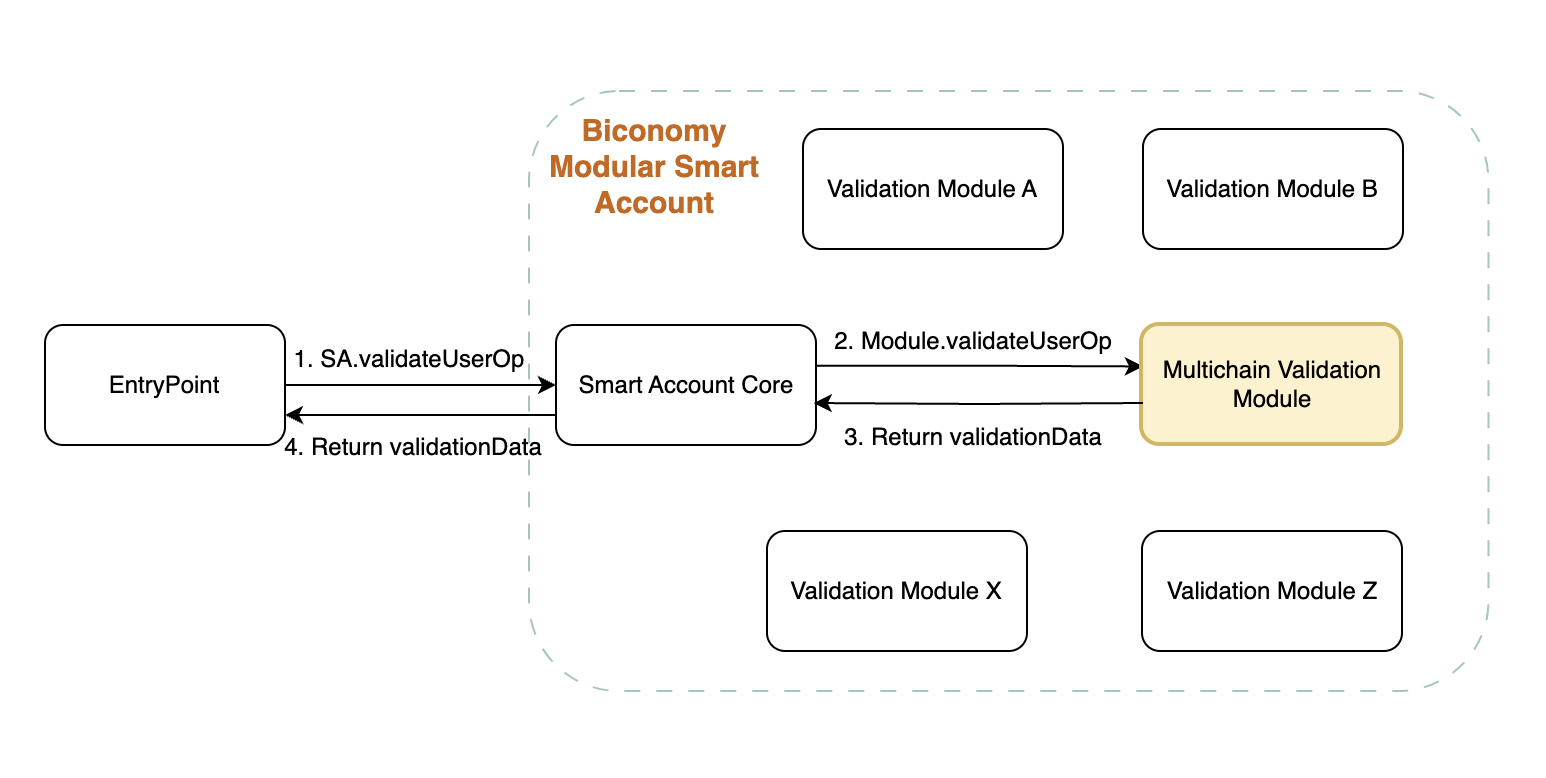 Biconomy
Modular Smart
Account
Validation Module A
Validation Module B
EntryPoint
1. SA.validateUserOp
4. Return validationData
Smart Account Core
2. Module.validateUserOp
3. Return validationData
Multichain Validation
Module
Validation Module X
Validation Module Z